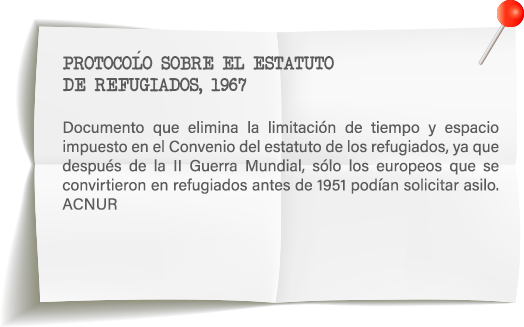 PROTOCOĹO SOBRE EL ESTATUTO
DE REFUGIADOS, 1967
Documento que elimina la limitación de tiempo y espacio
impuesto en el Convenio del estatuto de los refugiados, ya que
después de la II Guerra Mundial, sólo los europeos que se
convirtieron en refugiados antes de 1951 podían solicitar asilo.
ACNUR